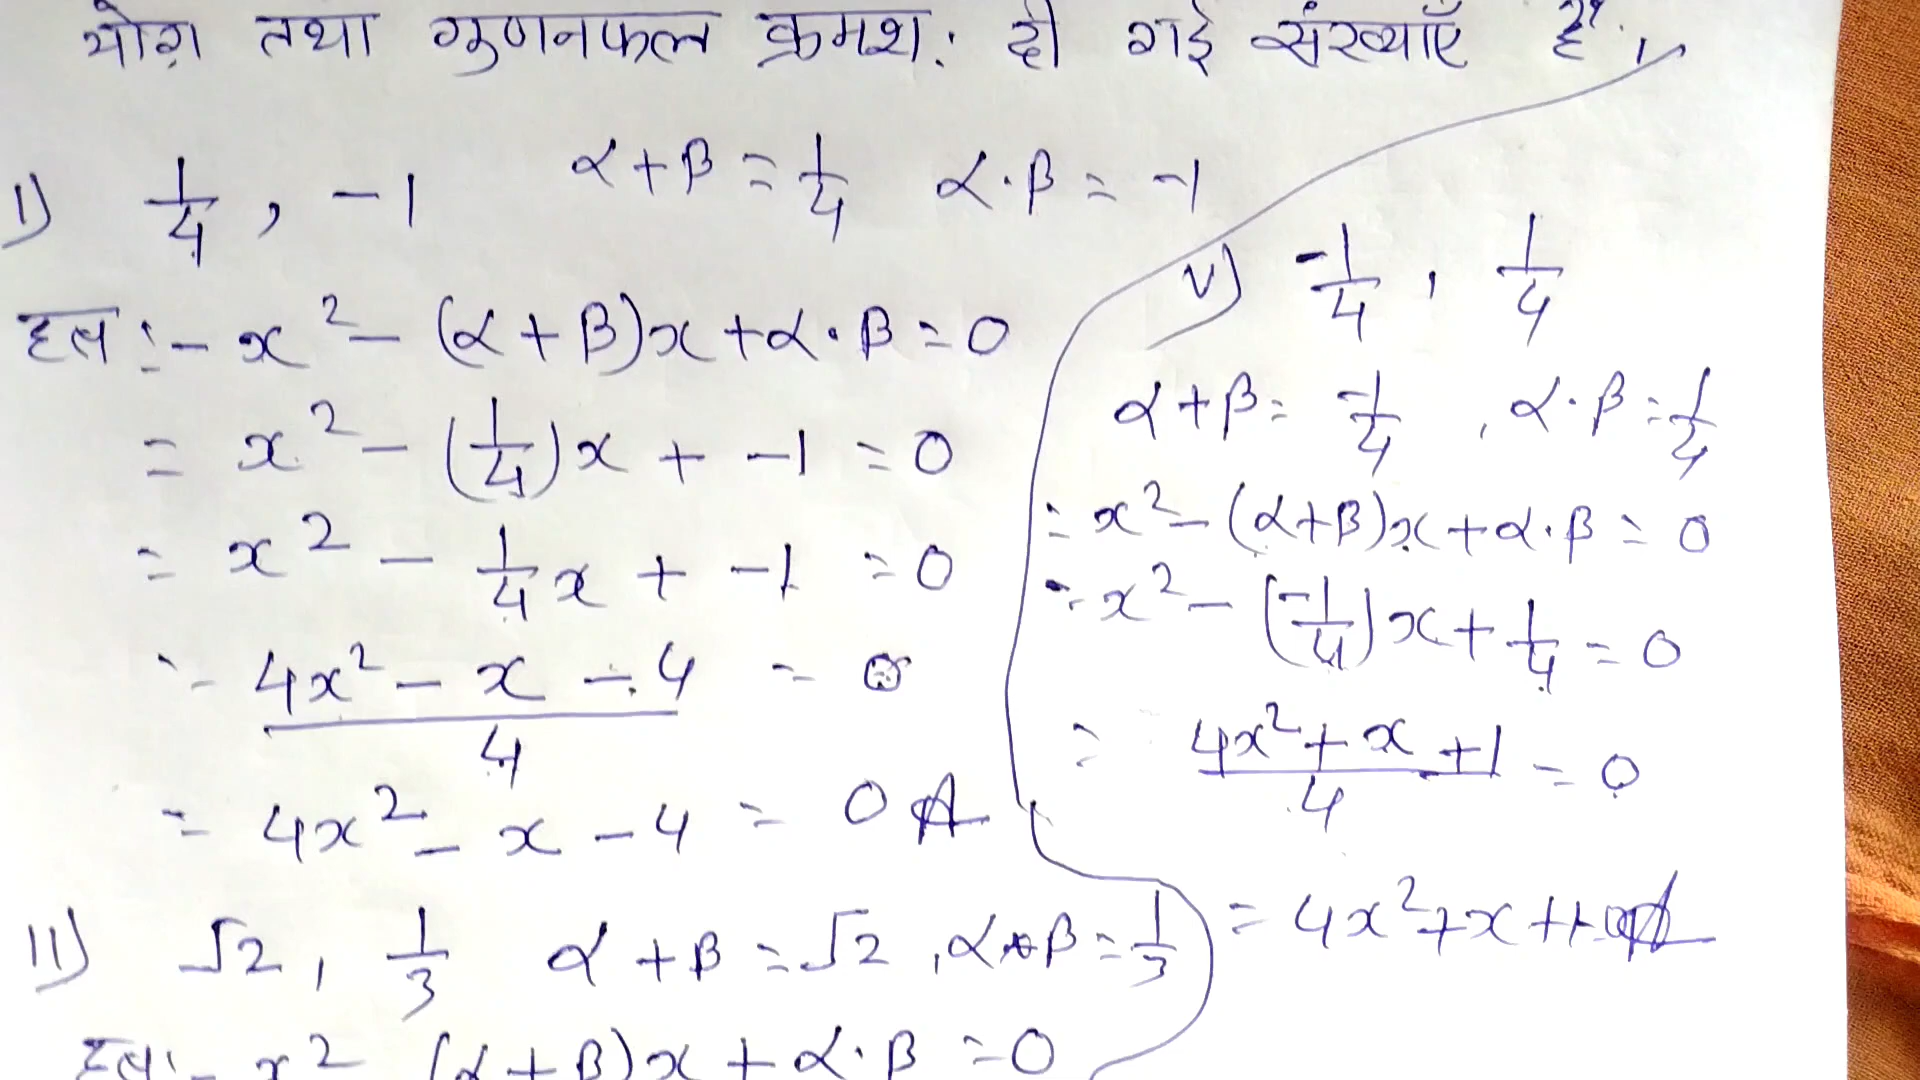 योग तथा गुणनफल क्रमश: दी गई संख्याएँ हैं।
I) 1/4 , -1 α+β = 1/4 α.β = -1
हल :- x² - (α+β)x + α.β = 0
= x² - (1/4)x + -1 = 0
= x² - 1/4 x + -1 = 0
= 4x² - x - 4 / 4 = 0
= 4x² - x - 4 = 0 A
II) √2 , 1/3 α+β = √2 , α*β = 1/3
हल :- x² (α+β)x + α.β = 0
V) -1/4 , 1/4
α+β = -1/4 , α.β = 1/4
= x² - (α+β)x + α.β = 0
= x² - (-1/4)x + 1/4 = 0
= 4x² + x + 1 / 4 = 0
= 4x² + x + 1